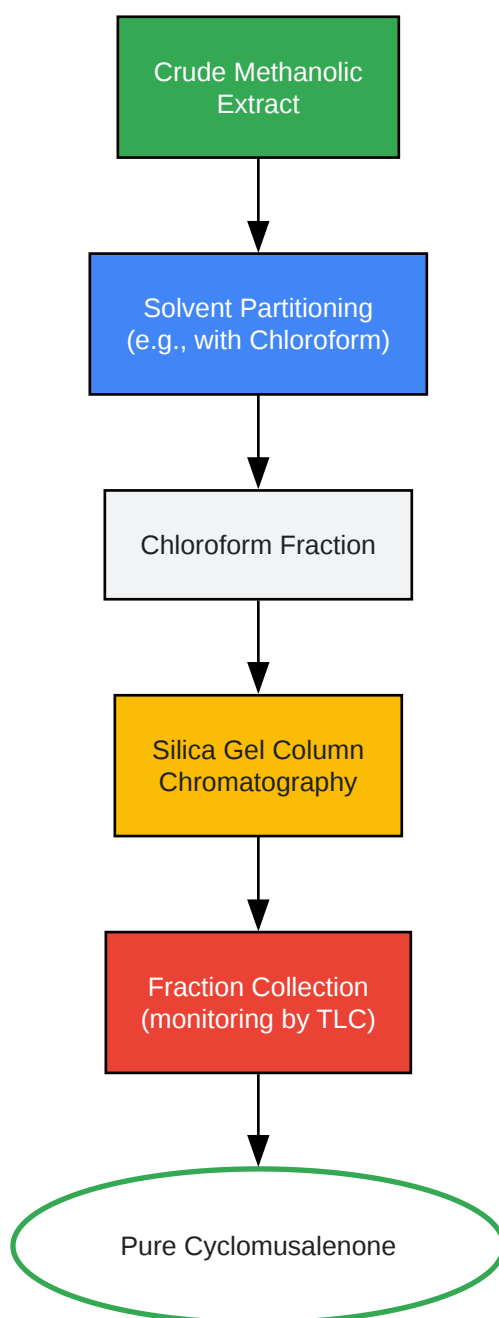 Crude Methanolic
Extract
Solvent Partitioning
(e.g., with Chloroform)
Chloroform Fraction
Silica Gel Column
Chromatography
Fraction Collection
(monitoring by TLC)
Pure Cyclomusalenone